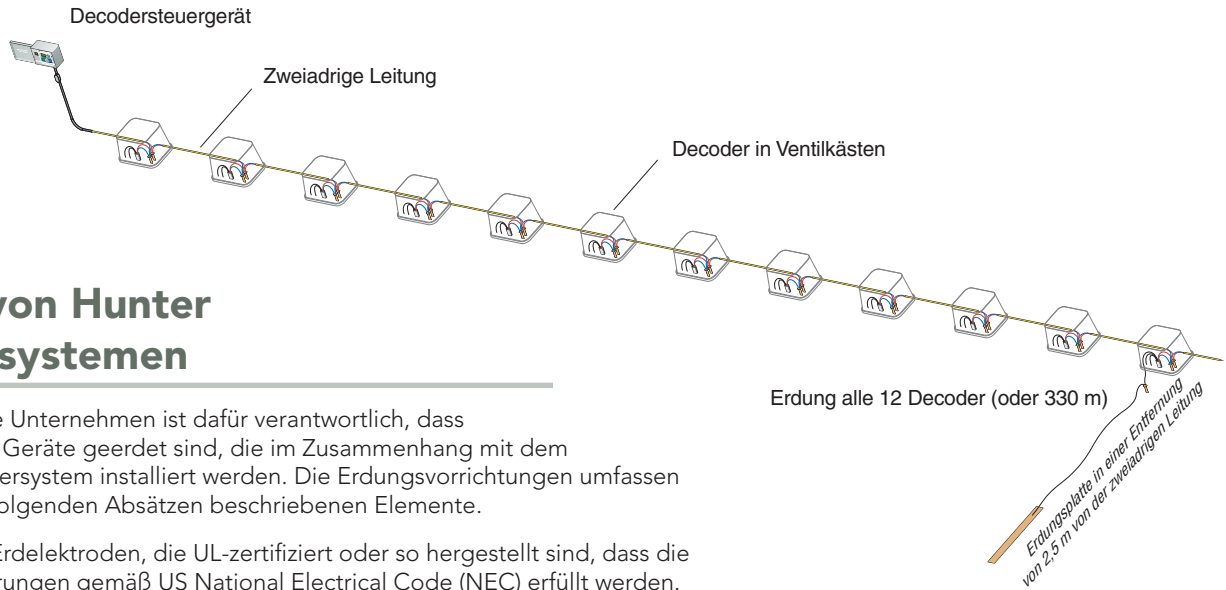 Decodersteuergerät
Zweiadrige Leitung
Decoder in Ventilkästen
von Hunter
systemen
Erdung alle 12 Decoder (oder 330 m)
Erdungsplatte in einer Entfernung
von 2,5 m von der zweiadrigen Leitung
e Unternehmen ist dafür verantwortlich, dass
Geräte geerdet sind, die im Zusammenhang mit dem
ersystem installiert werden. Die Erdungsvorrichtungen umfassen
olgenden Absätzen beschriebenen Elemente.
Erdelektroden, die UL-zertifiziert oder so hergestellt sind, dass die
rungen gemäß US National Electrical Code (NEC) erfüllt werden.